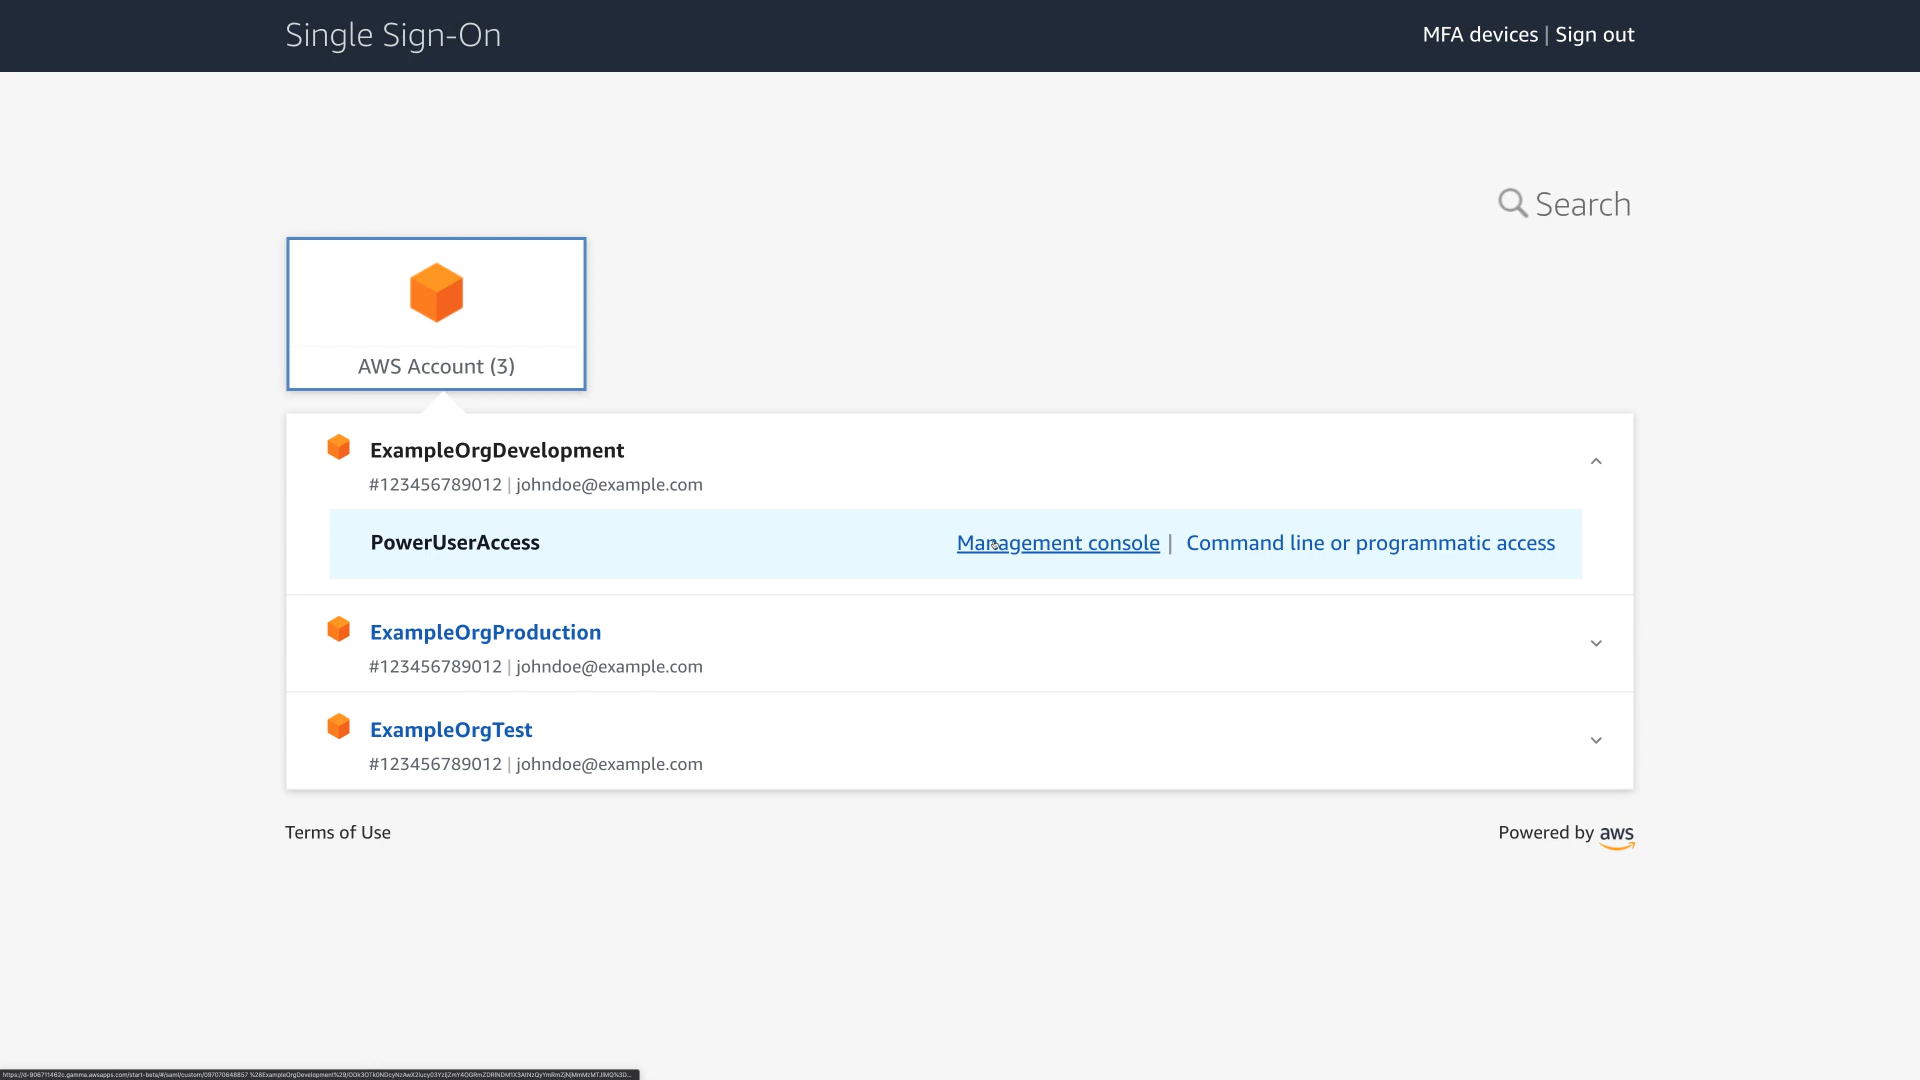 Single Sign-On
MFA devices | Sign out
Search
AWS Account (3)
ExampleOrgDevelopment
#123456789012 | johndoe@example.com
PowerUserAccess
Management console | Command line or programmatic access
ExampleOrgProduction
#123456789012 | johndoe@example.com
ExampleOrgTest
#123456789012 | johndoe@example.com
Terms of Use
Powered by aws